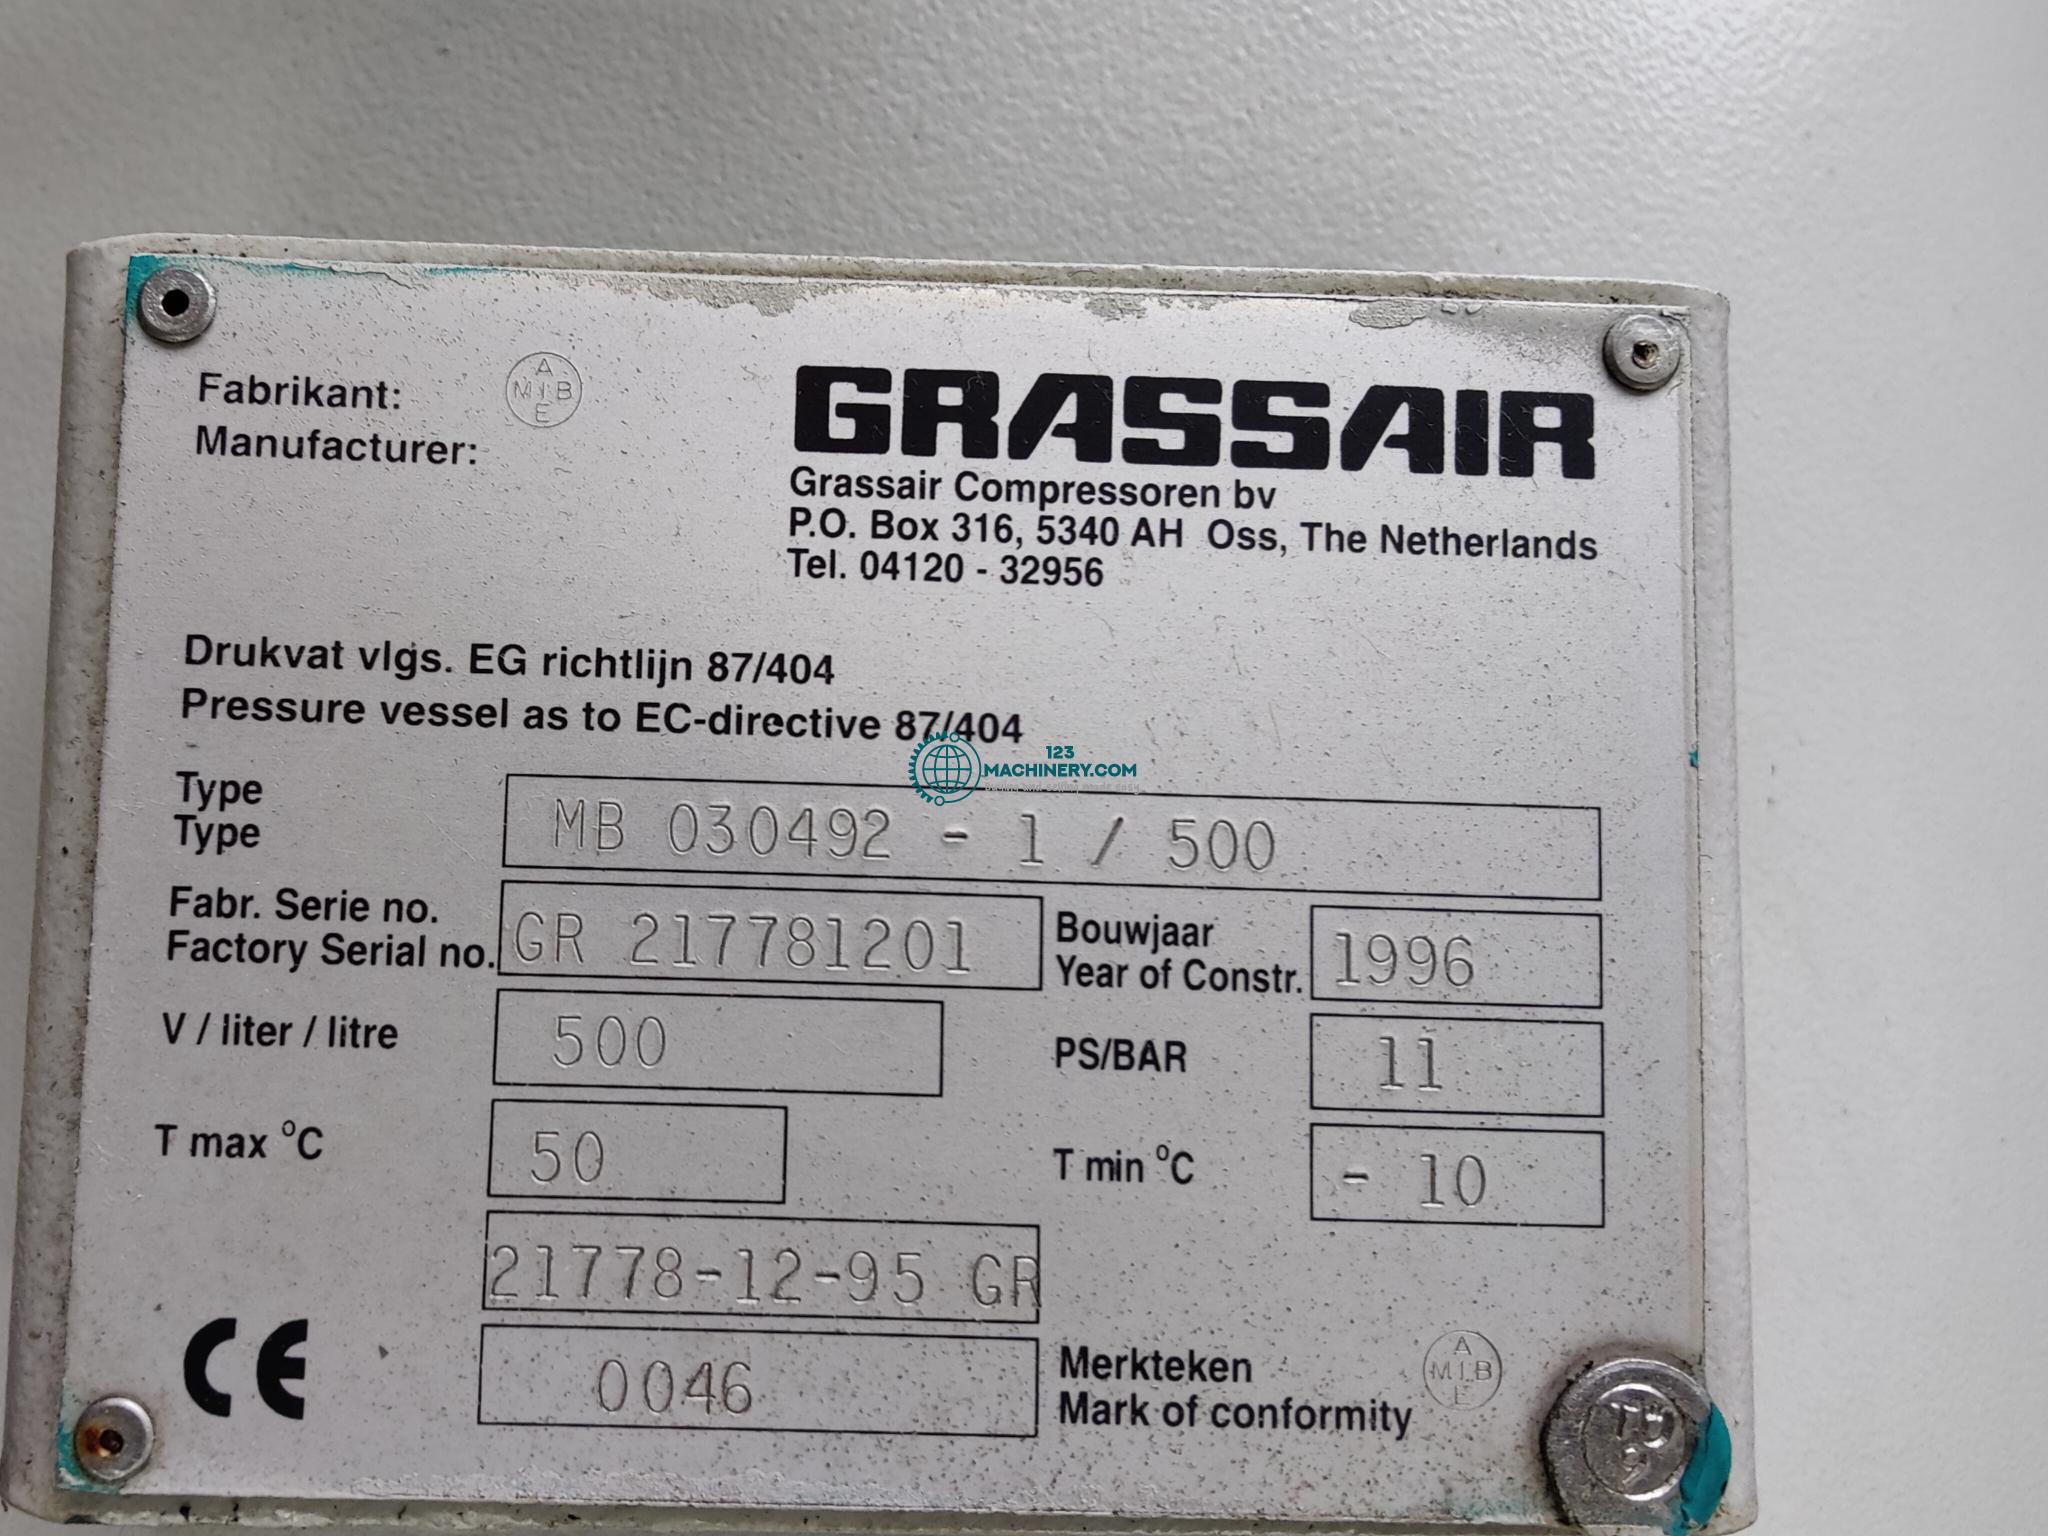 Fabrikant:
Manufacturer:
A
M I B
E
GRASSAIR
Grassair Compressoren bv
P.O. Box 316, 5340 AH Oss, The Netherlands
Tel. 04120 - 32956
Drukvat vlgs. EG richtlijn 87/404
Pressure vessel as to EC-directive 87/404
123
MACHINERY.COM
Type
Type
MB 030492 - 1 / 500
Fabr. Serie no.
Factory Serial no.
GR 217781201
Bouwjaar
Year of Constr.
1996
V / liter / litre
500
PS/BAR
11
T max °C
50
T min °C
- 10
21778-12-95 GR
CE
0046
Merkteken
Mark of conformity
A
M I B
E